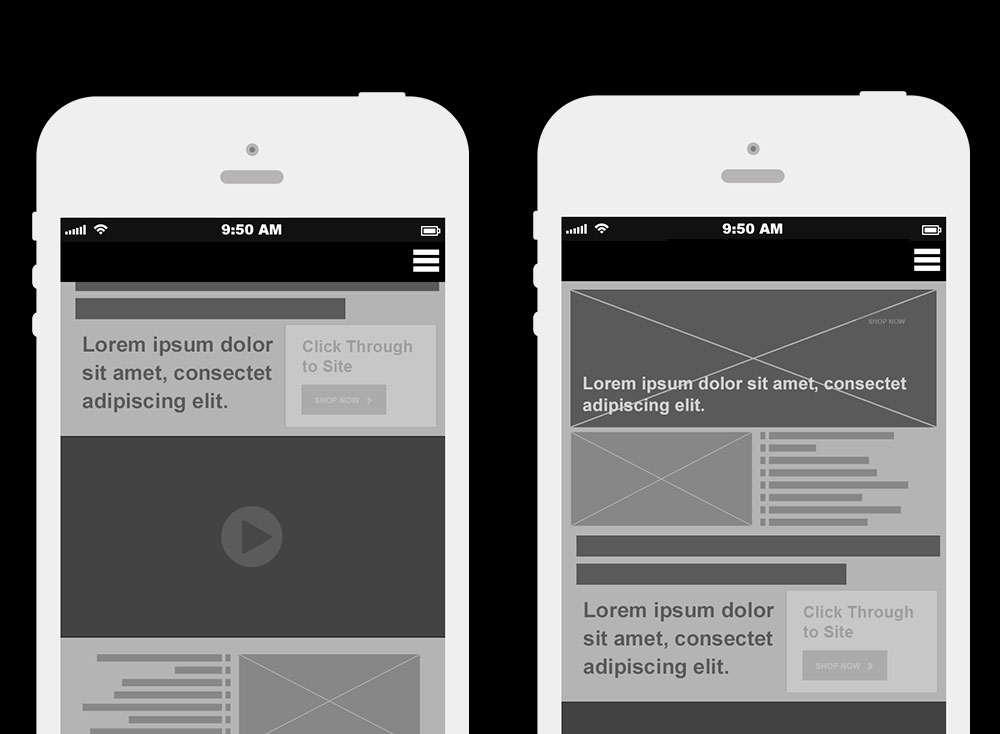 9:50 AM
Lorem ipsum dolor
sit amet, consectet
adipiscing elit.
Click Through
to Site
SHOP NOW
9:50 AM
SHOP NOW
Lorem ipsum dolor sit amet, consectet
adipiscing elit.
Lorem ipsum dolor
sit amet, consectet
adipiscing elit.
Click Through
to Site
SHOP NOW